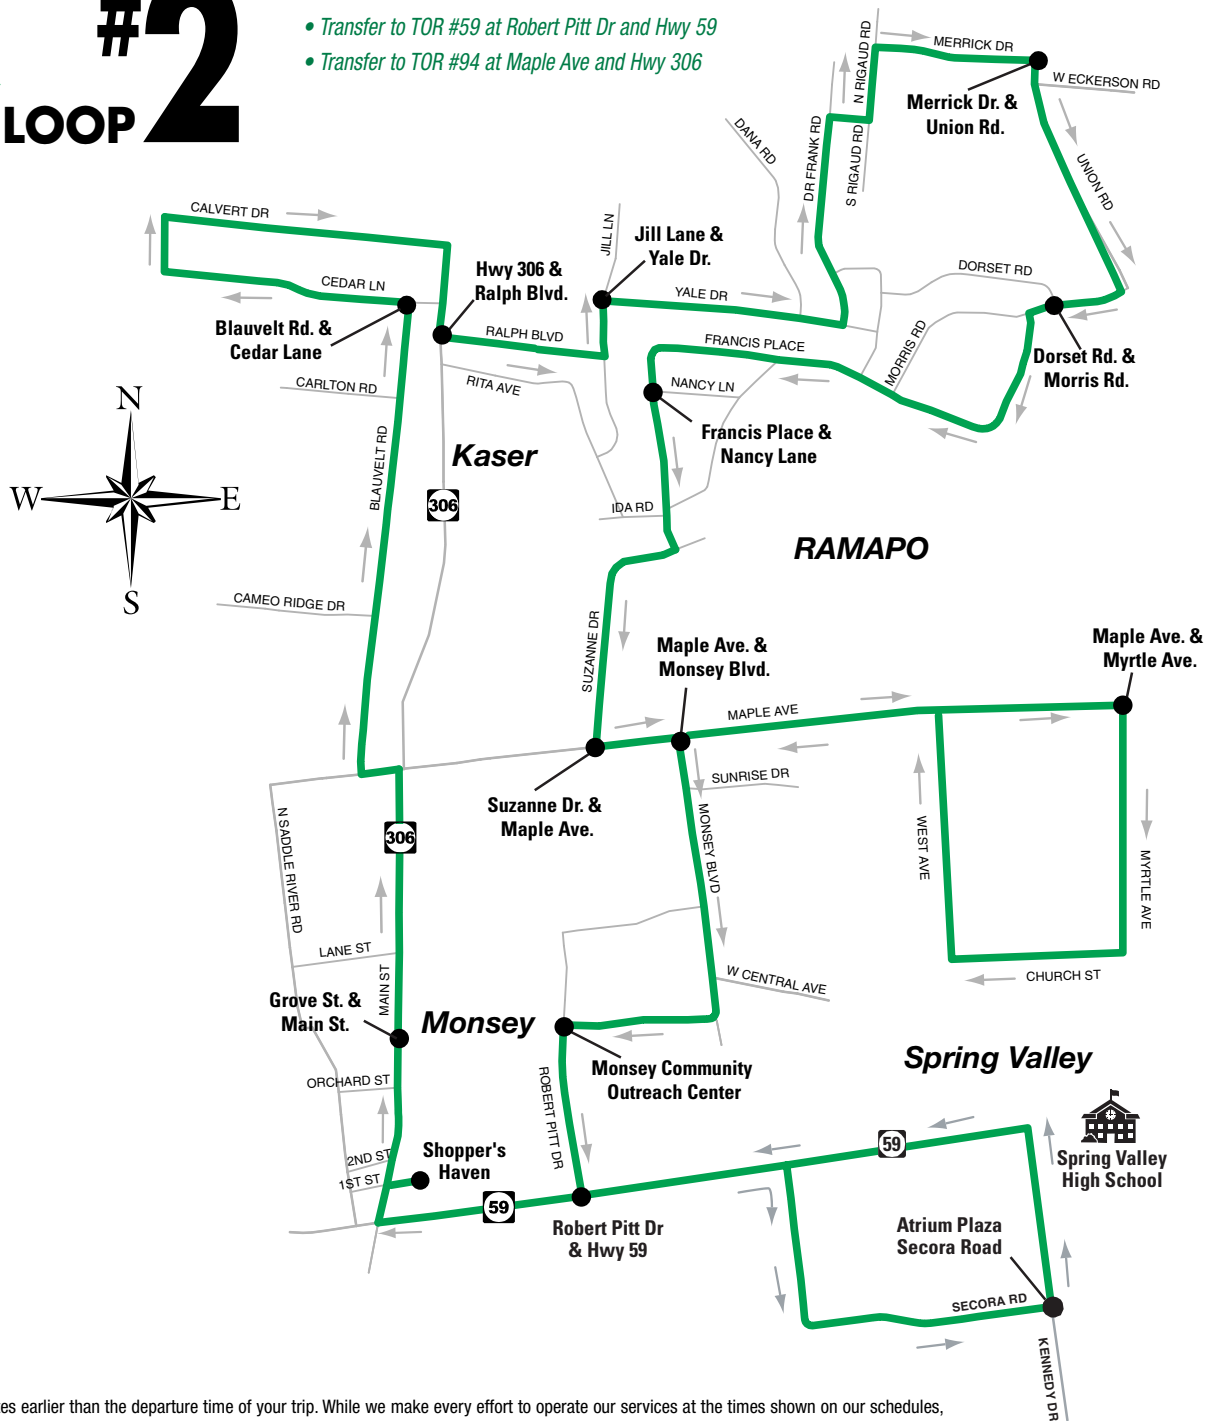 #2
LOOP
• Transfer to TOR #59 at Robert Pitt Dr and Hwy 59
• Transfer to TOR #94 at Maple Ave and Hwy 306
MERRICK DR
N RIGAUD RD
W ECKERSON RD
Merrick Dr. &
Union Rd.
DANA RD
DR FRANK RD
S RIGAUD RD
UNION RD
CALVERT DR
JILL LN
Jill Lane &
Yale Dr.
Hwy 306 &
Ralph Blvd.
DORSET RD
CEDAR LN
YALE DR
Blauvelt Rd. &
Cedar Lane
RALPH BLVD
FRANCIS PLACE
MORRIS RD
Dorset Rd. &
Morris Rd.
CARLTON RD
RITA AVE
NANCY LN
N
Francis Place &
Nancy Lane
BLAUVELT RD
Kaser
W
E
306
IDA RD
RAMAPO
S
CAMEO RIDGE DR
SUZANNE DR
Maple Ave. &
Monsey Blvd.
Maple Ave. &
Myrtle Ave.
MAPLE AVE
SUNRISE DR
Suzanne Dr. &
Maple Ave.
N SADDLE RIVER RD
306
MONSEY BLVD
WEST AVE
MYRTLE AVE
LANE ST
MAIN ST
W CENTRAL AVE
CHURCH ST
Grove St. &
Main St.
Monsey
Spring Valley
ORCHARD ST
ROBERT PITT DR
Monsey Community
Outreach Center
2ND ST
1ST ST
Shopper's
Haven
59
Spring Valley
High School
59
Robert Pitt Dr
& Hwy 59
Atrium Plaza
Secora Road
SECORA RD
KENNEDY DR
es earlier than the departure time of your trip. While we make every effort to operate our services at the times shown on our schedules,